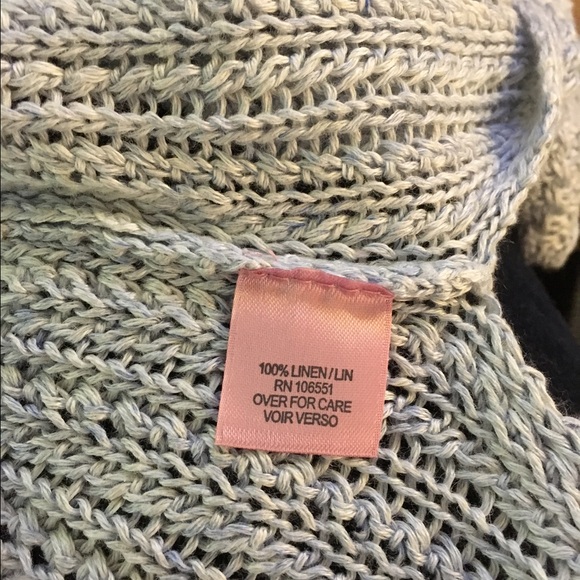 100% LINEN/LIN
RN 106551
OVER FOR CARE
VOIR VERSO